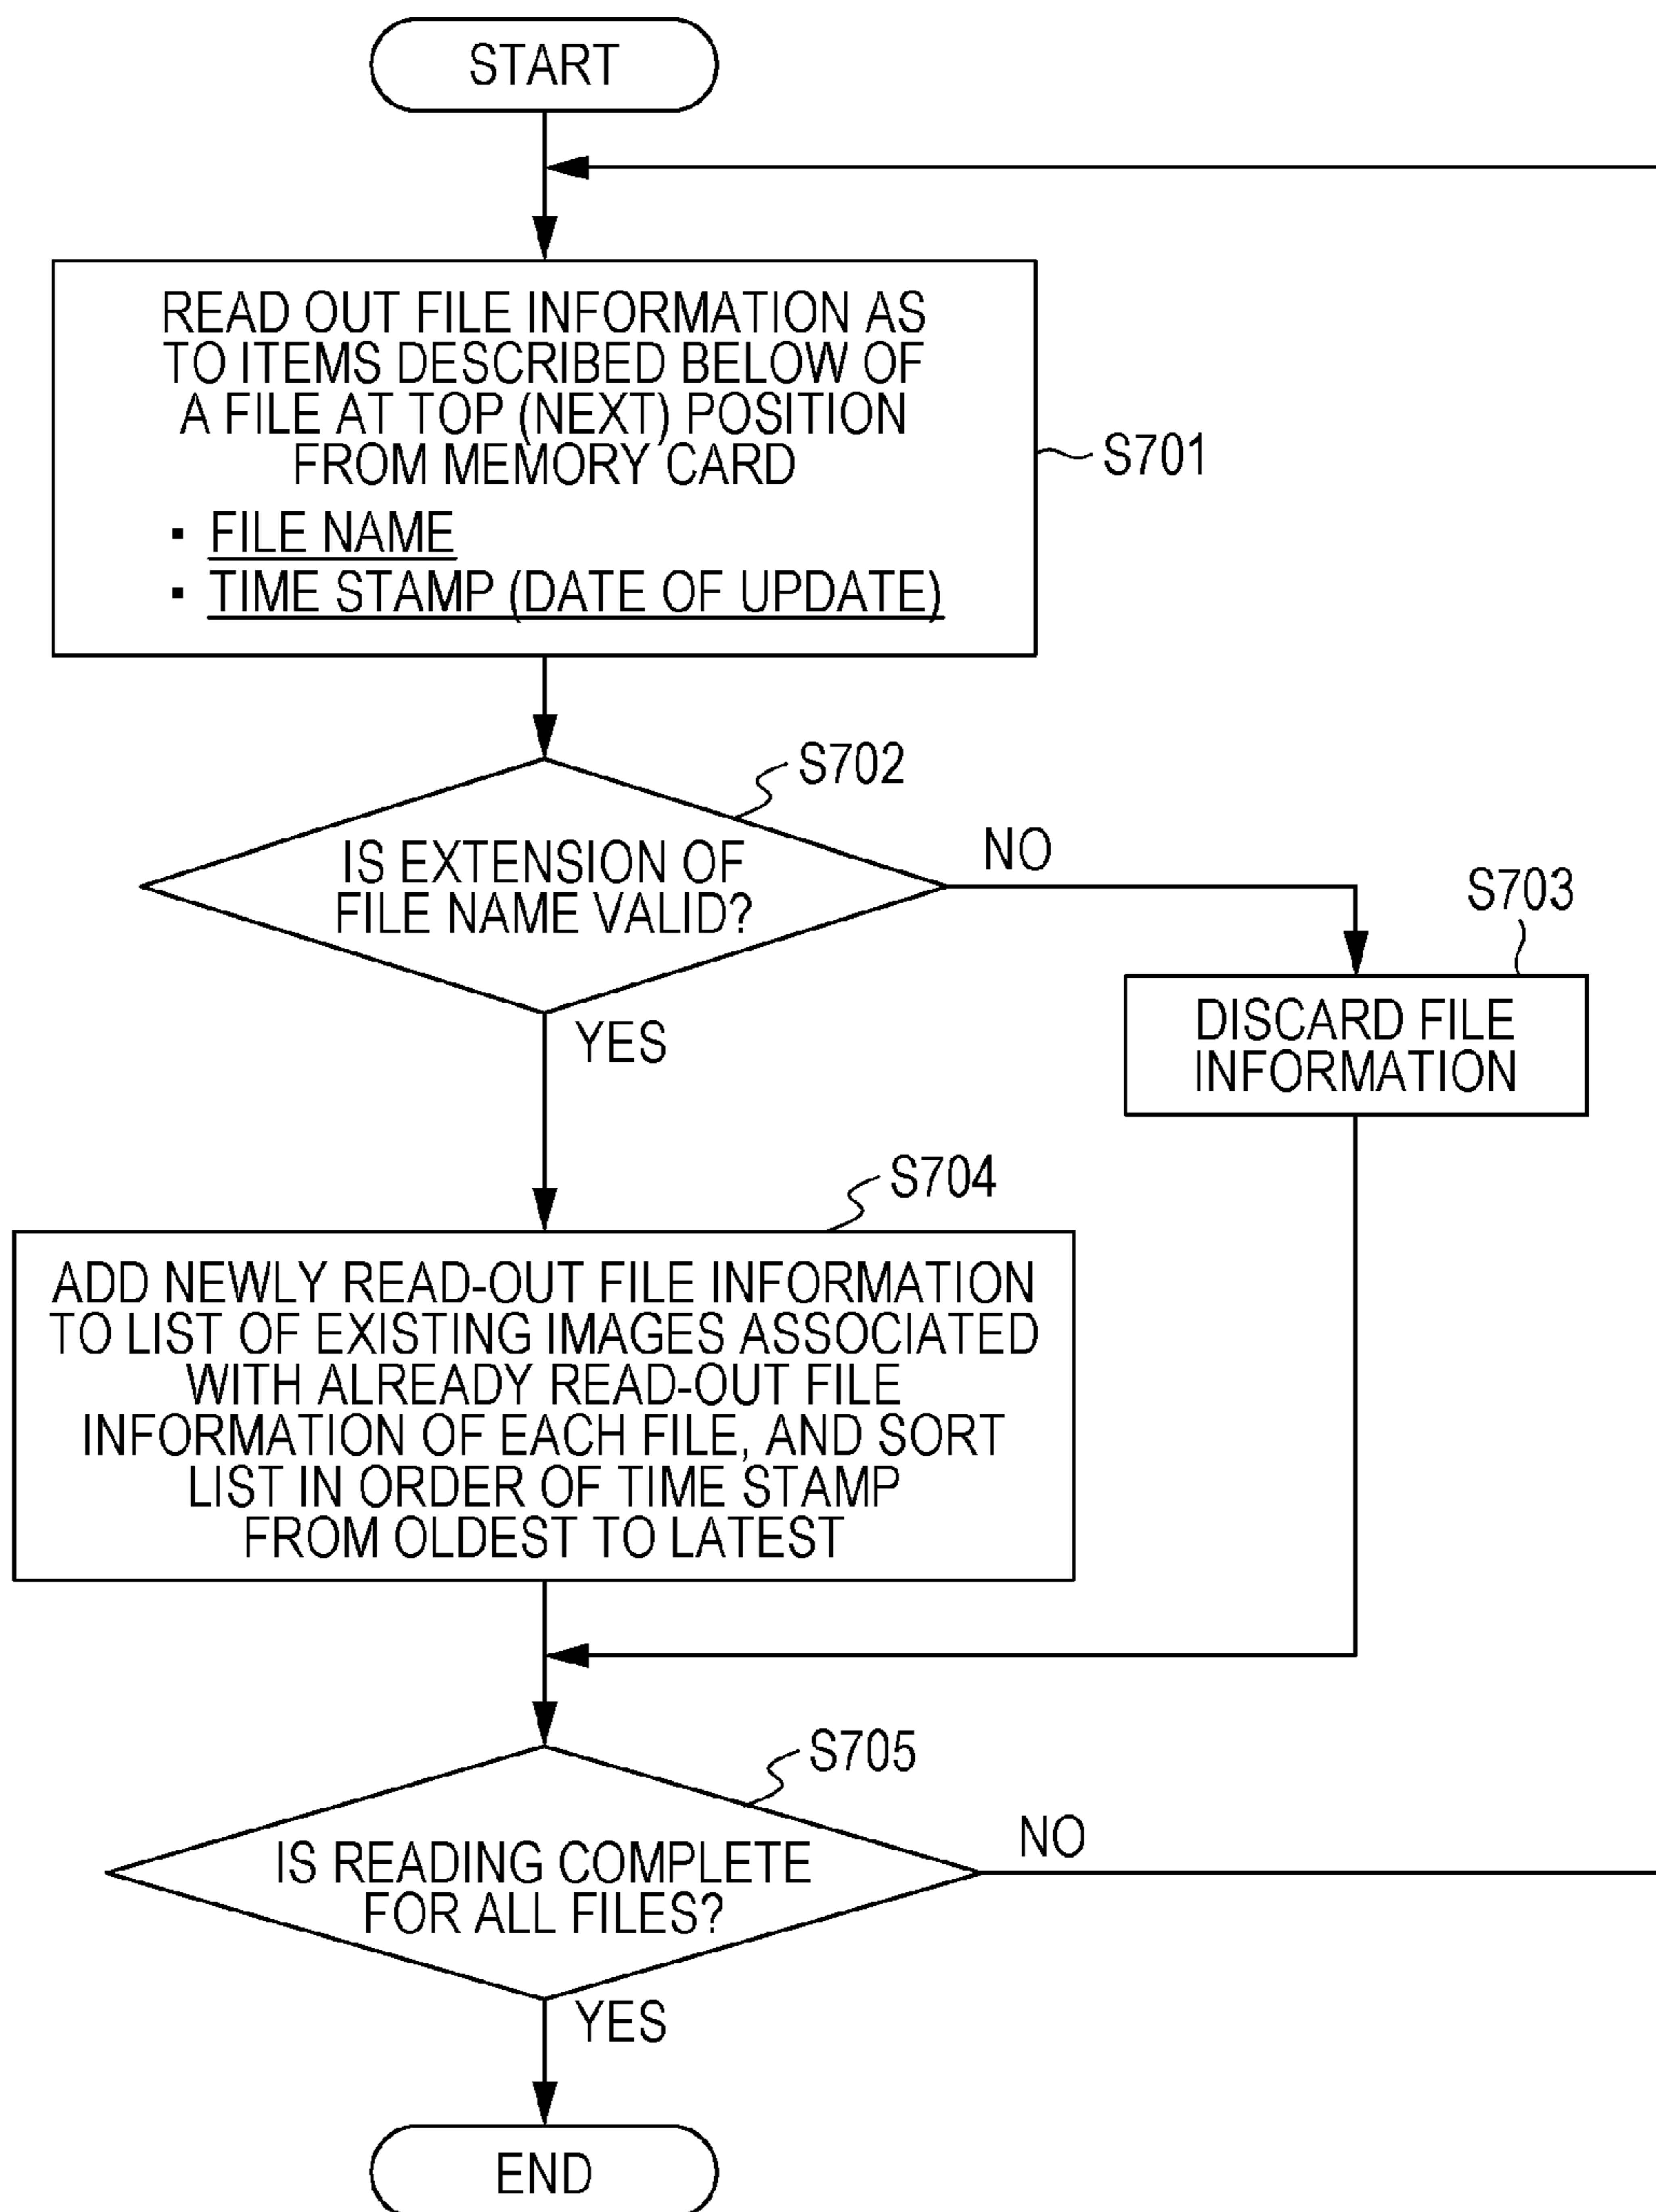 START
READ OUT FILE INFORMATION AS
TO ITEMS DESCRIBED BELOW OF
A FILE AT TOP (NEXT) POSITION
FROM MEMORY CARD
▪ FILE NAME
▪ TIME STAMP (DATE OF UPDATE)
S701
S702
IS EXTENSION OF
FILE NAME VALID?
NO
YES
S703
DISCARD FILE
INFORMATION
S704
ADD NEWLY READ-OUT FILE INFORMATION
TO LIST OF EXISTING IMAGES ASSOCIATED
WITH ALREADY READ-OUT FILE
INFORMATION OF EACH FILE, AND SORT
LIST IN ORDER OF TIME STAMP
FROM OLDEST TO LATEST
S705
IS READING COMPLETE
FOR ALL FILES?
NO
YES
END